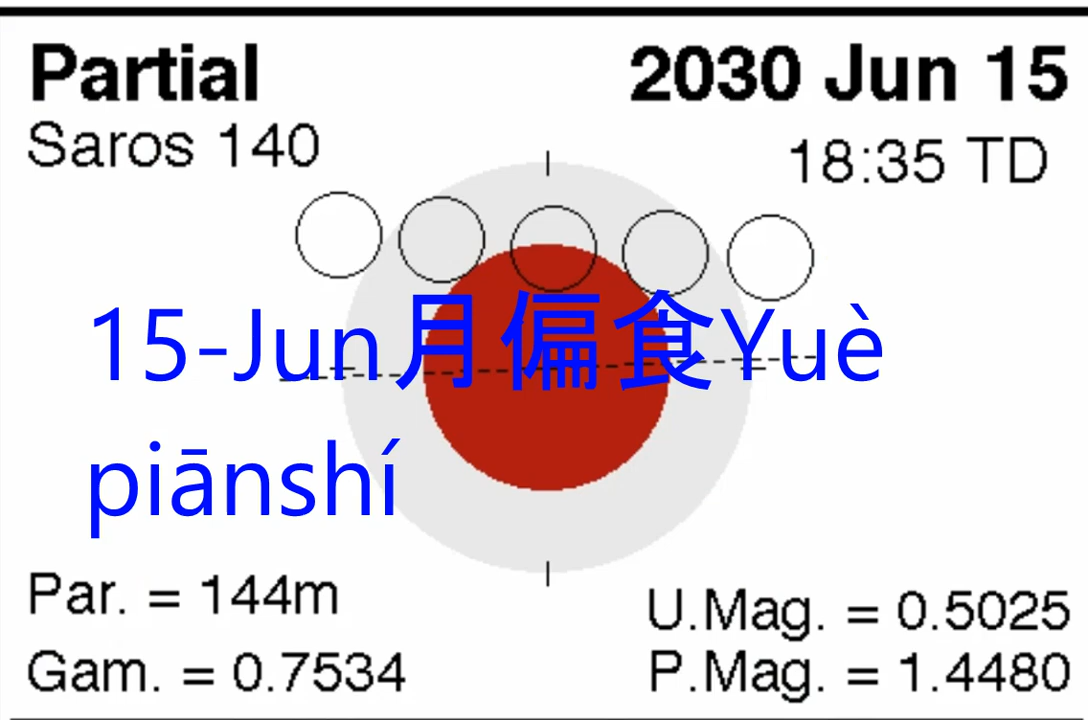 Partial
2030 Jun 15
Saros 140
18:35 TD
15-Jun月偏食Yuè
piānshí
Par. = 144m
U.Mag. = 0.5025
Gam. = 0.7534
P.Mag. = 1.4480